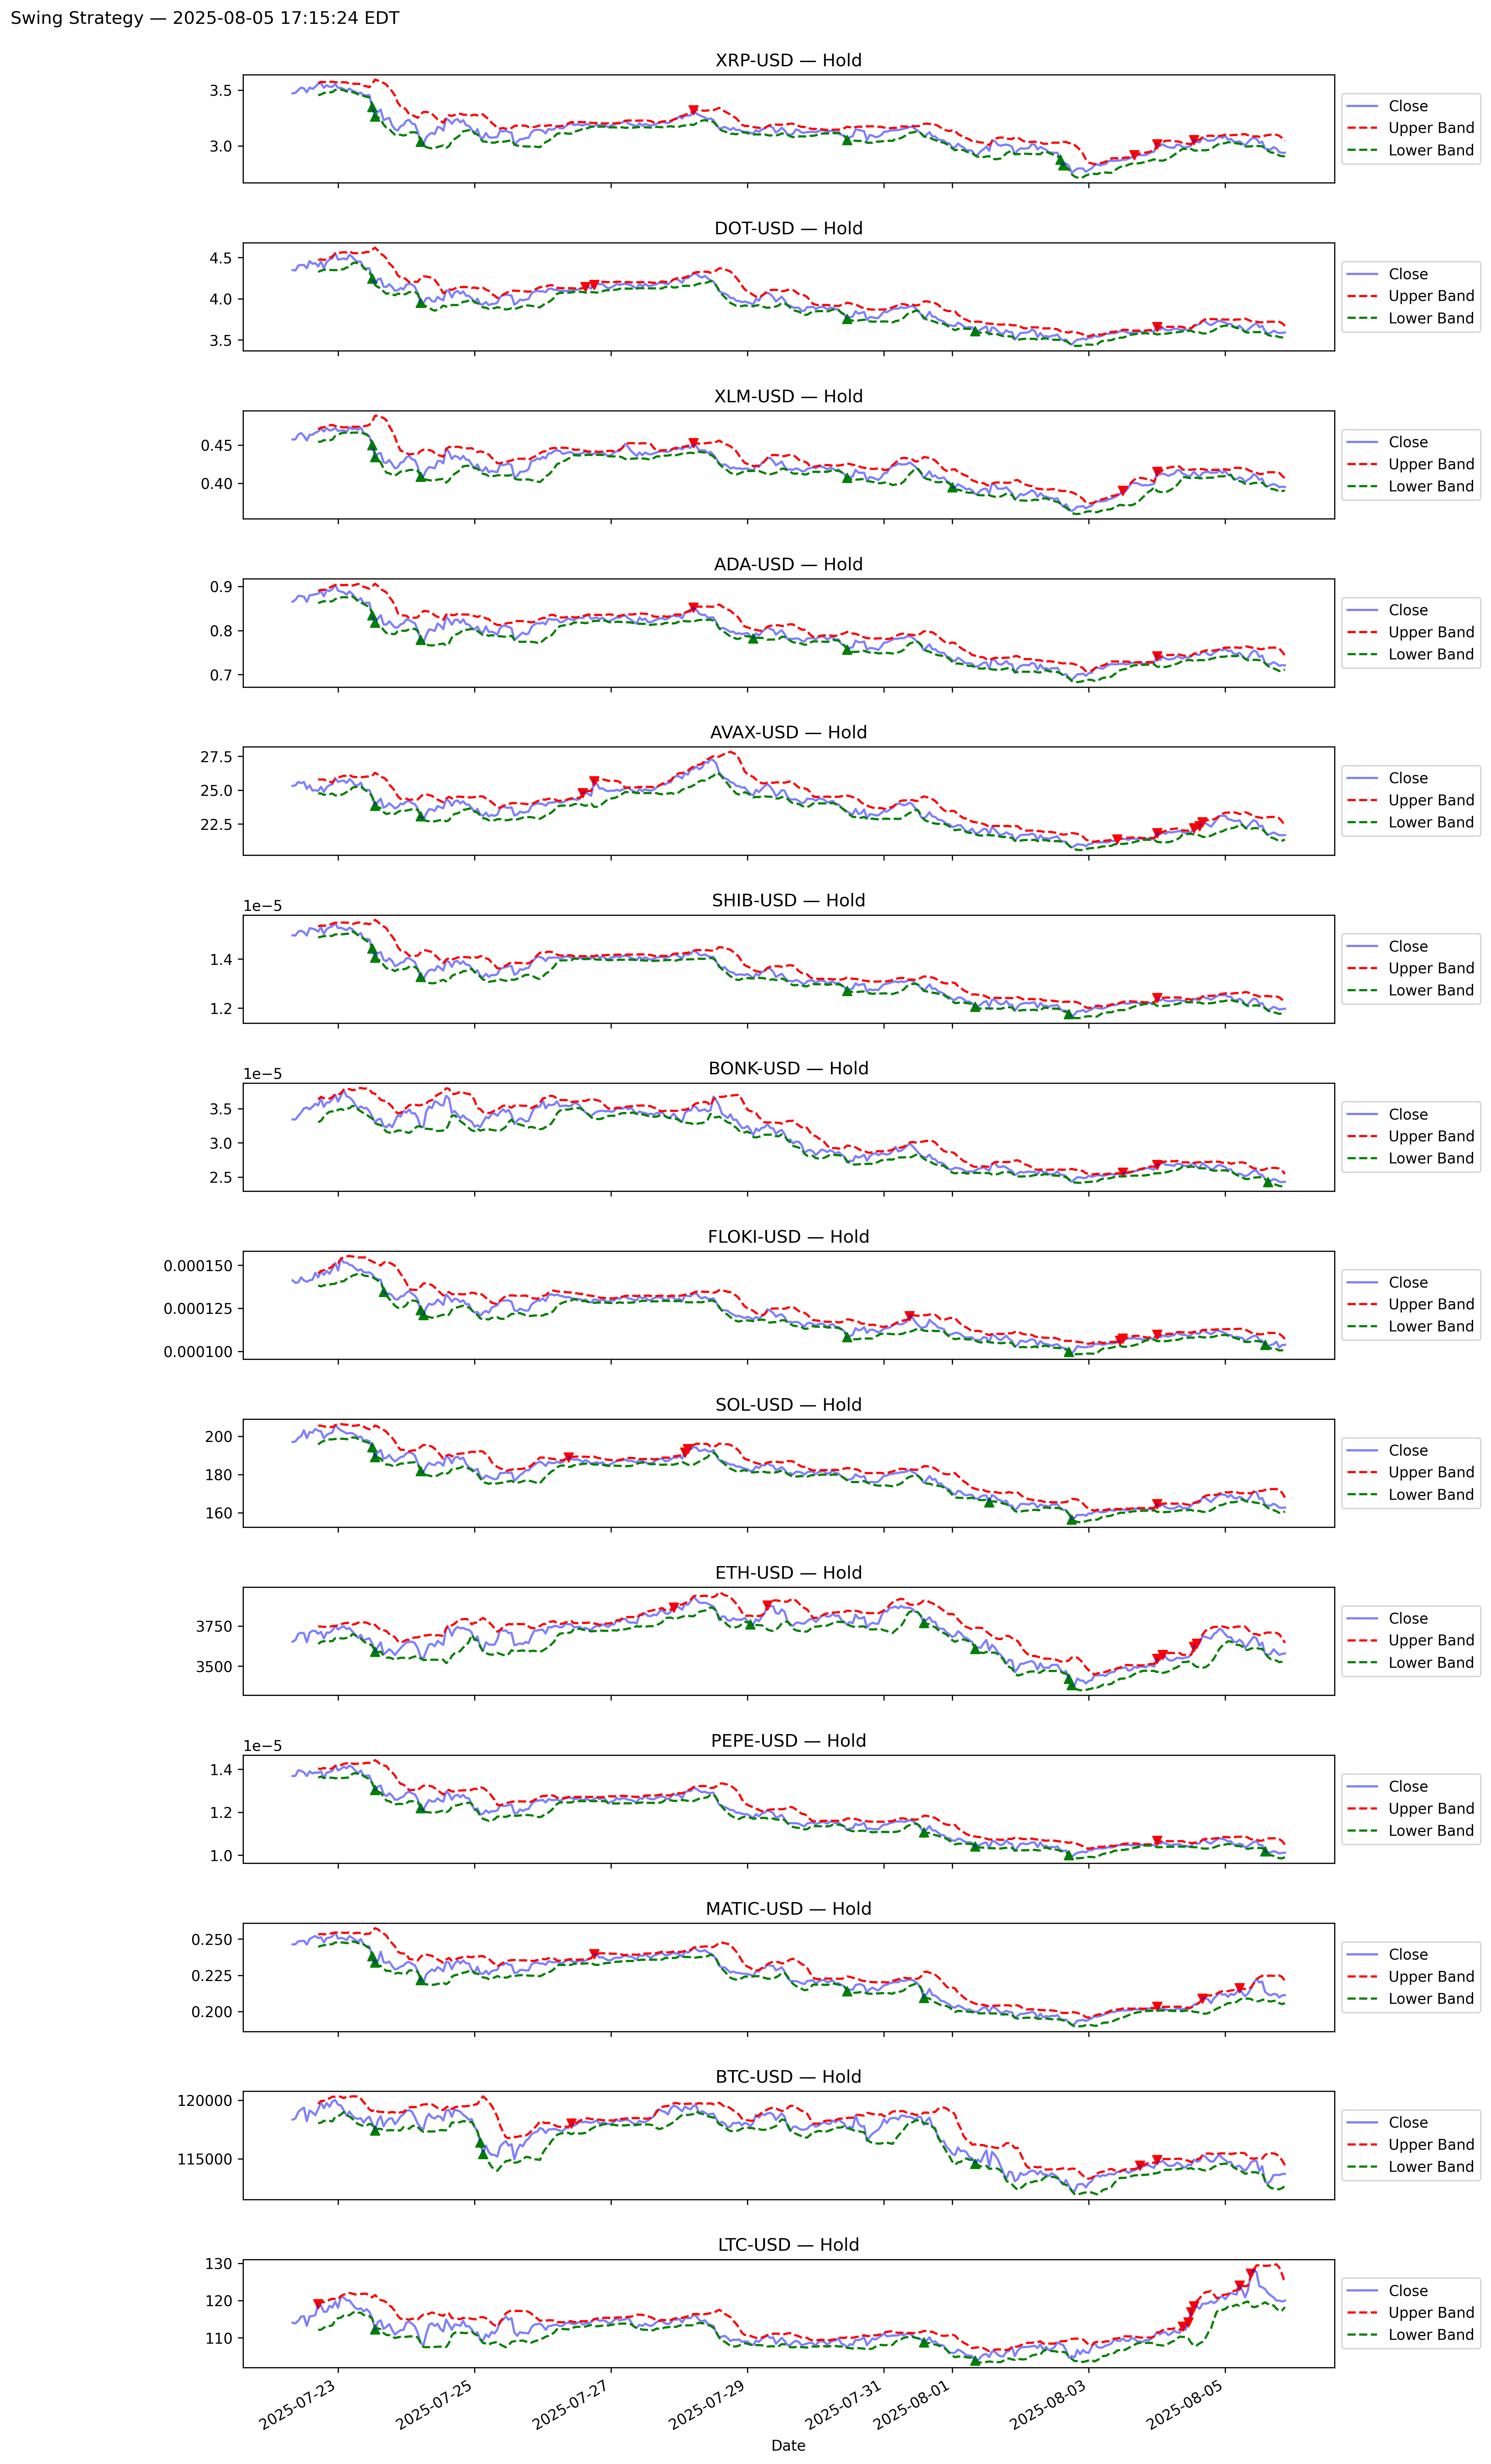 Swing Strategy — 2025-08-05 17:15:24 EDT
XRP-USD — Hold
3.5
3.0
Close
Upper Band
Lower Band
DOT-USD — Hold
4.5
4.0
3.5
Close
Upper Band
Lower Band
XLM-USD — Hold
0.45
0.40
Close
Upper Band
Lower Band
ADA-USD — Hold
0.9
0.8
0.7
Close
Upper Band
Lower Band
AVAX-USD — Hold
27.5
25.0
22.5
Close
Upper Band
Lower Band
SHIB-USD — Hold
1e−5
1.4
1.2
Close
Upper Band
Lower Band
BONK-USD — Hold
1e−5
3.5
3.0
2.5
Close
Upper Band
Lower Band
FLOKI-USD — Hold
0.000150
0.000125
0.000100
Close
Upper Band
Lower Band
SOL-USD — Hold
200
180
160
Close
Upper Band
Lower Band
ETH-USD — Hold
3750
3500
Close
Upper Band
Lower Band
PEPE-USD — Hold
1e−5
1.4
1.2
1.0
Close
Upper Band
Lower Band
MATIC-USD — Hold
0.250
0.225
0.200
Close
Upper Band
Lower Band
BTC-USD — Hold
120000
115000
Close
Upper Band
Lower Band
LTC-USD — Hold
130
120
110
Close
Upper Band
Lower Band
2025-07-23
2025-07-25
2025-07-27
2025-07-29
2025-07-31
2025-08-01
2025-08-03
2025-08-05
Date